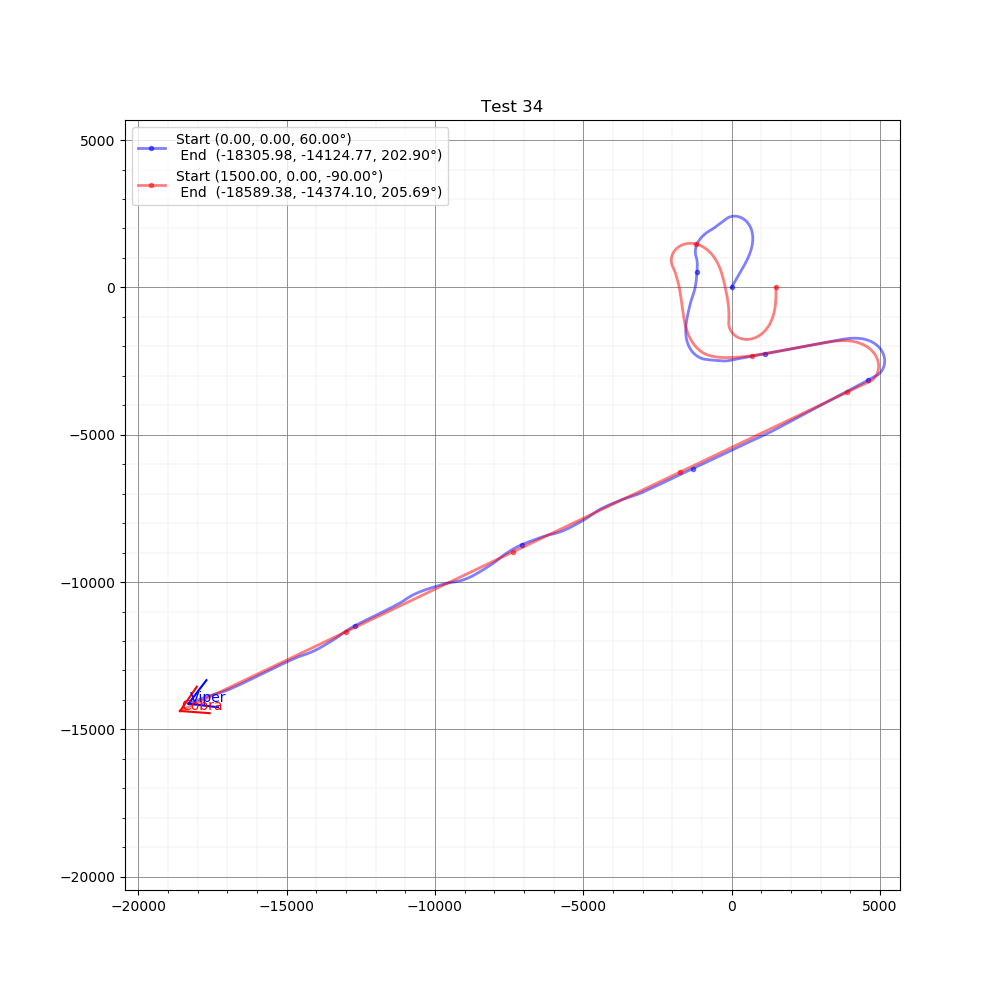 Test 34
Start (0.00, 0.00, 60.00°)
End  (-18305.98, -14124.77, 202.90°)
Start (1500.00, 0.00, -90.00°)
End  (-18589.38, -14374.10, 205.69°)
5000
0
−5000
−10000
−15000
−20000
Viper
Cobra
−20000
−15000
−10000
−5000
0
5000